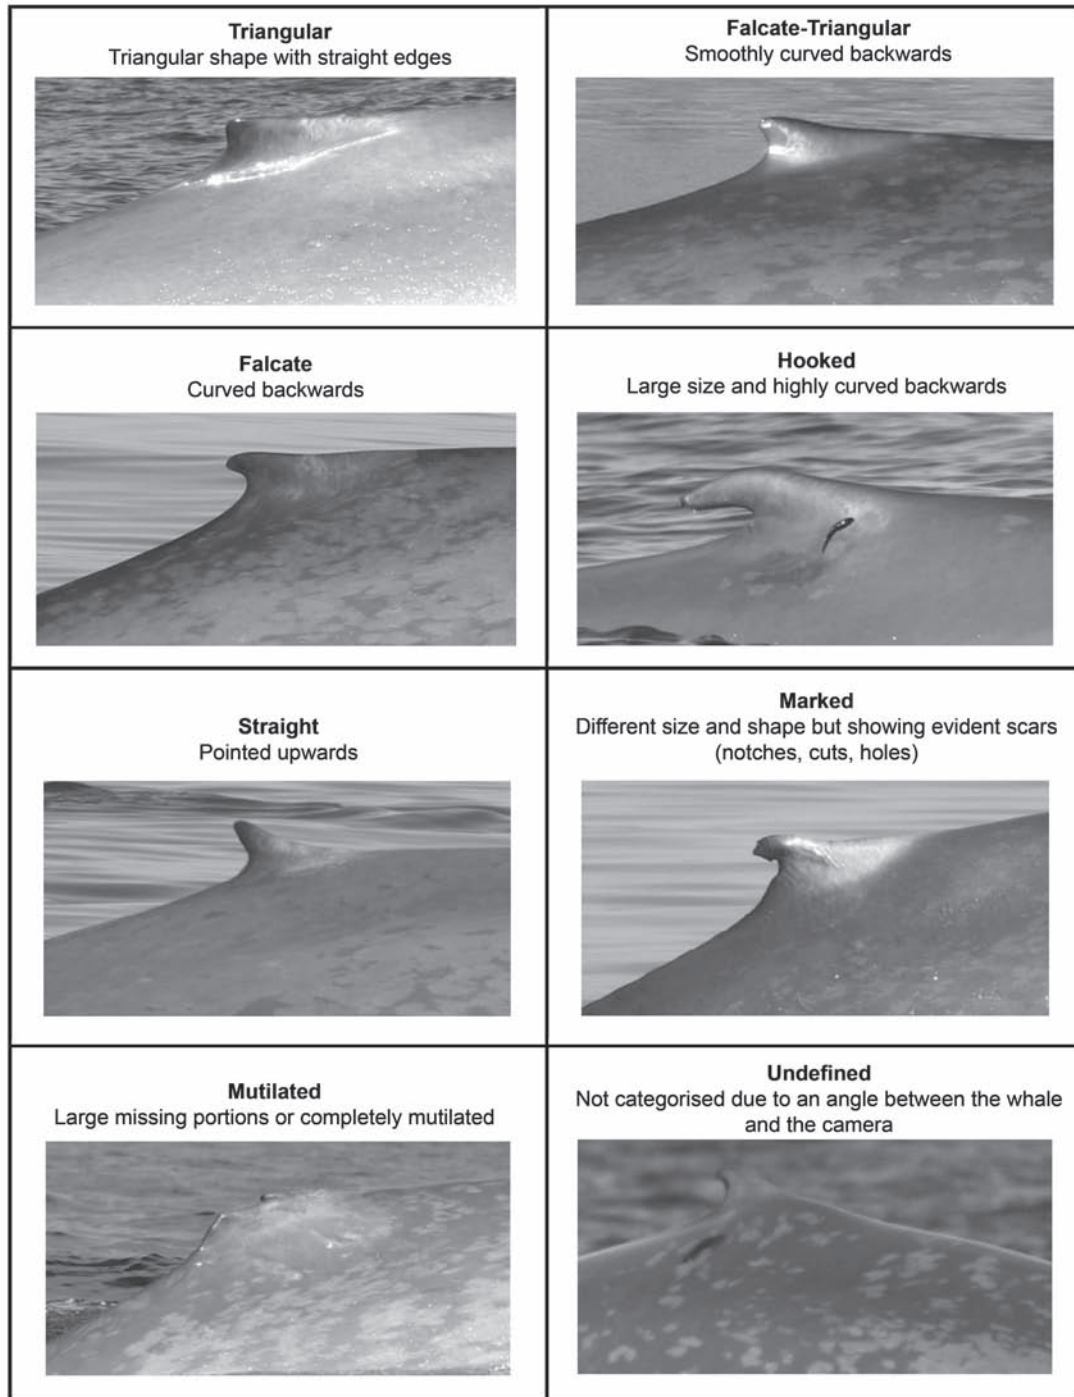 Triangular
Triangular shape with straight edges
Falcate-Triangular
Smoothly curved backwards
Falcate
Curved backwards
Hooked
Large size and highly curved backwards
Straight
Pointed upwards
Marked
Different size and shape but showing evident scars
(notches, cuts, holes)
Mutilated
Large missing portions or completely mutilated
Undefined
Not categorised due to an angle between the whale
and the camera